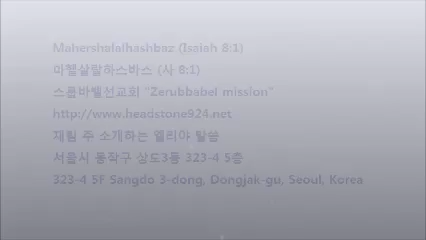 Mahershalalhashbaz (Isaiah 8:1)
마헬살랄하스바스 (사 8:1)
스룹바벨선교회 "Zerubbabel mission"
http://www.headstone924.net
재림 주 소개하는 엘리야 말씀
서울시 동작구 상도3동 323-4 5층
323-4 5F Sangdo 3-dong, Dongjak-gu, Seoul, Korea